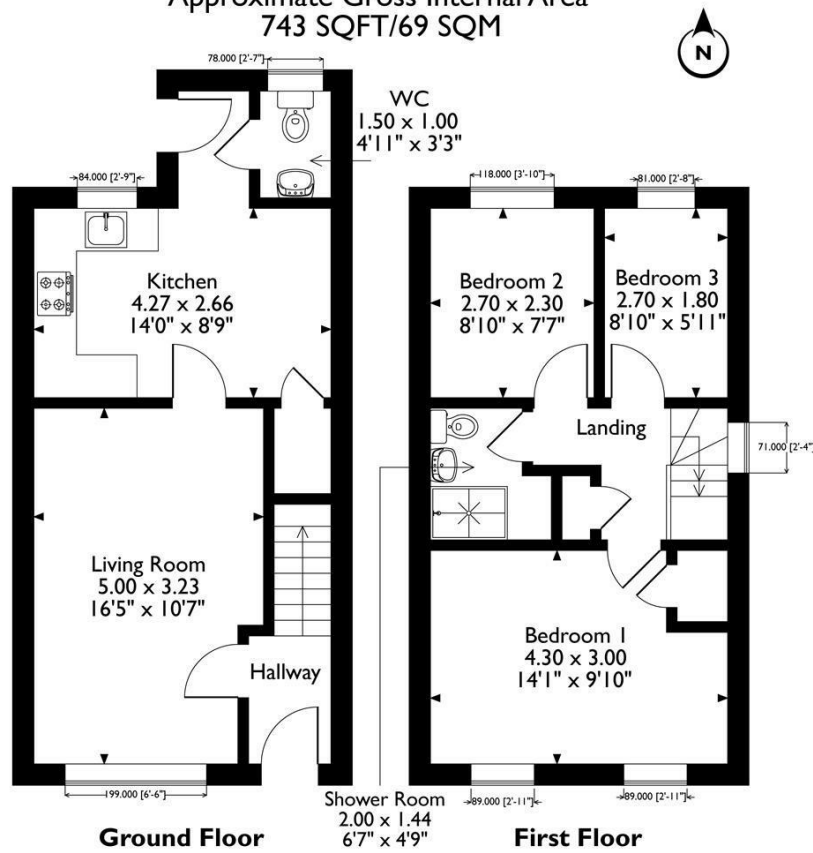 Approximate Gross Internal Area
743 SQFT/69 SQM
N
78.000 [2'-7"]
WC
1.50 x 1.00
4'11" x 3'3"
84.000 [2'-9"]
Kitchen
4.27 x 2.66
14'0" x 8'9"
Living Room
5.00 x 3.23
16'5" x 10'7"
Hallway
199.000 [6'-6"]
Ground Floor
118.000 [3'-10"]
81.000 [2'-8"]
Bedroom 2
2.70 x 2.30
8'10" x 7'7"
Bedroom 3
2.70 x 1.80
8'10" x 5'11"
Landing
71.000 [2'-4"]
Bedroom 1
4.30 x 3.00
14'1" x 9'10"
89.000 [2'-11"]
89.000 [2'-11"]
Shower Room
2.00 x 1.44
6'7" x 4'9"
First Floor